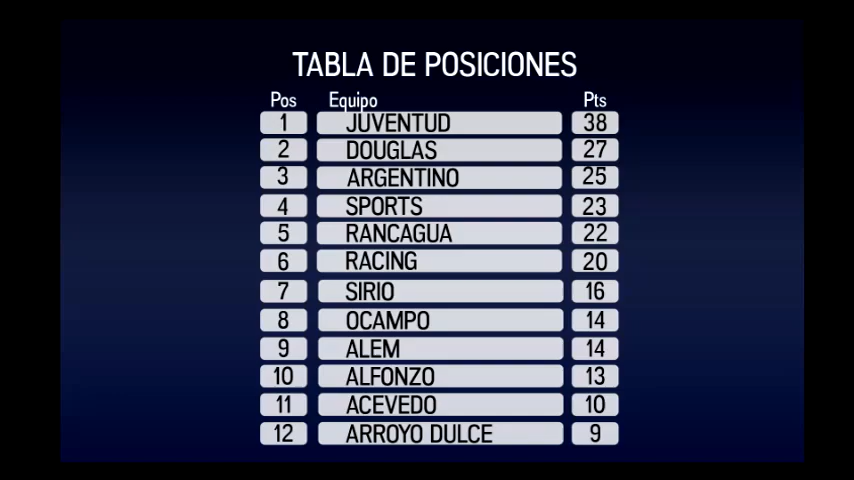 TABLA DE POSICIONES
Pos Equipo Pts
1 JUVENTUD 38
2 DOUGLAS 27
3 ARGENTINO 25
4 SPORTS 23
5 RANCAGUA 22
6 RACING 20
7 SIRIO 16
8 OCAMPO 14
9 ALEM 14
10 ALFONZO 13
11 ACEVEDO 10
12 ARROYO DULCE 9